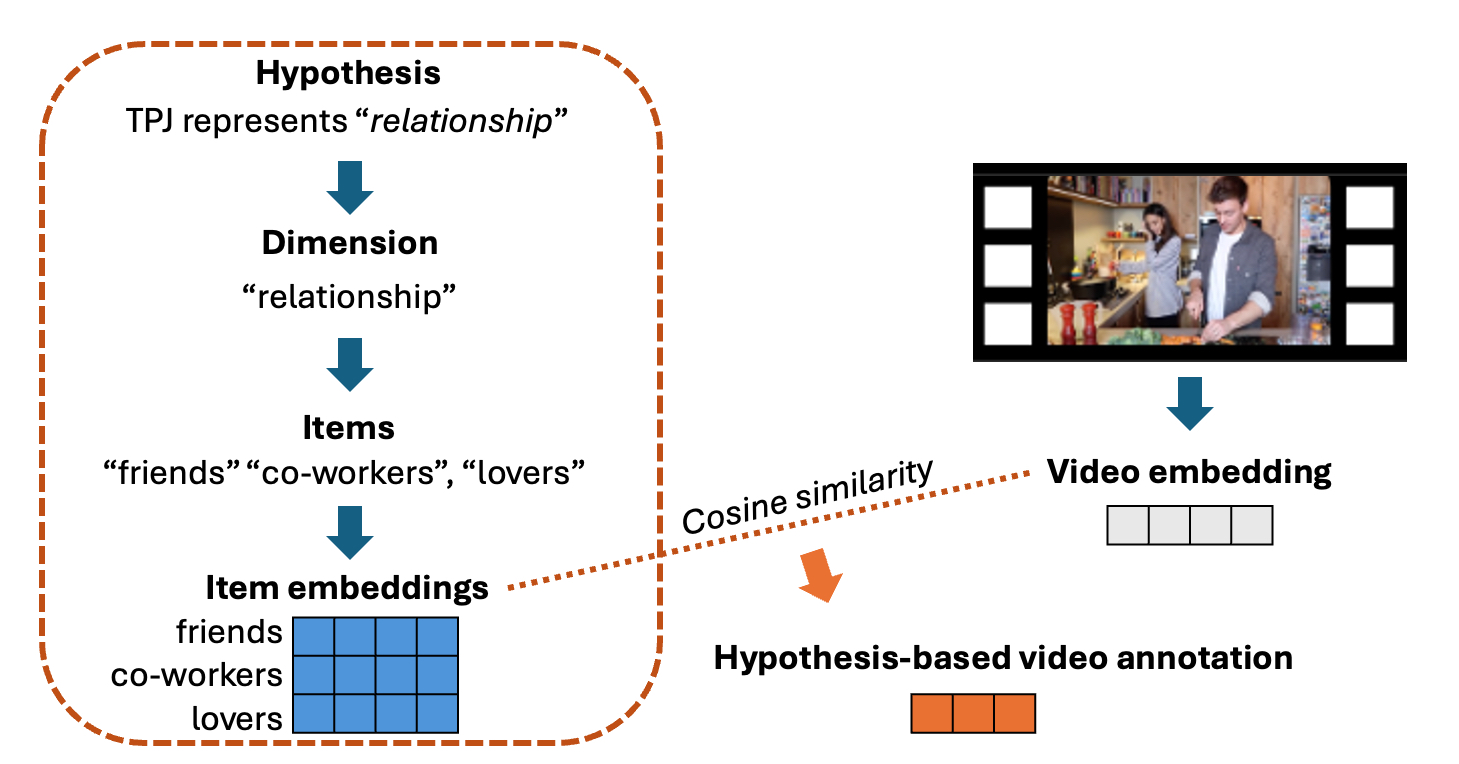 Hypothesis
TPJ represents “relationship”
Dimension
“relationship”
Items
“friends” “co-workers”, “lovers”
Item embeddings
friends
co-workers
lovers
Cosine similarity
Video embedding
Hypothesis-based video annotation